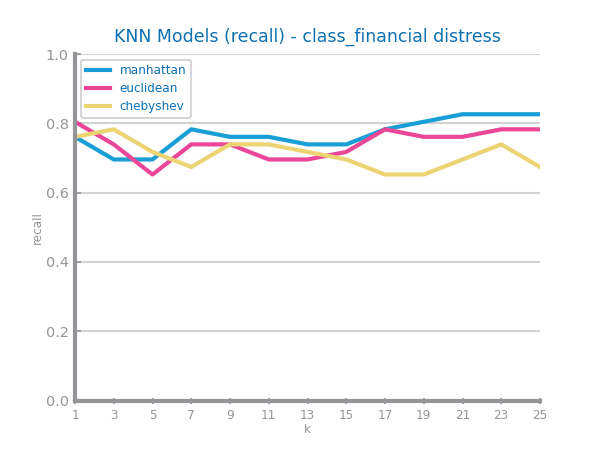 KNN Models (recall) - class_financial distress
1.0
0.8
0.6
0.4
0.2
0.0
recall
manhattan
euclidean
chebyshev
1 3 5 7 9 11 13 15 17 19 21 23 25
k